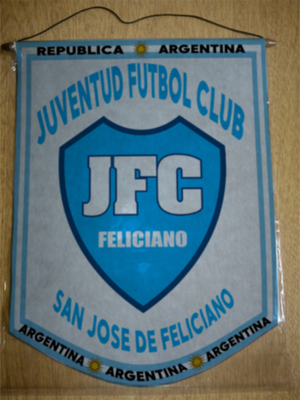 REPUBLICA ARGENTINA
JUVENTUD FUTBOL CLUB
JFC
FELICIANO
SAN JOSE DE FELICIANO
ARGENTINA ARGENTINA ARGENTINA